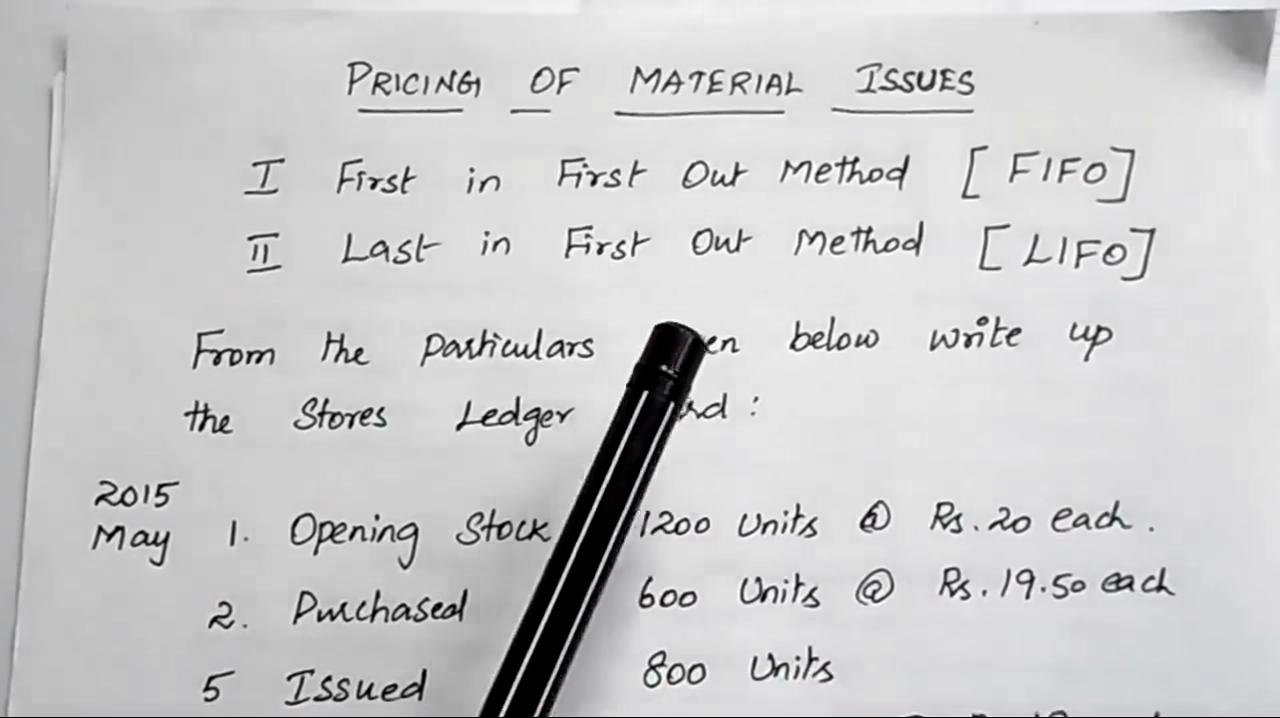 PRICING OF MATERIAL ISSUES
I First in First Out Method [FIFO]
II Last in First Out Method [LIFO]
From the particulars below write up
the Stores Ledger :
2015
May 1. Opening Stock 1200 Units @ Rs. 20 each.
2. Purchased 600 Units @ Rs. 19.50 each
5 Issued 800 Units